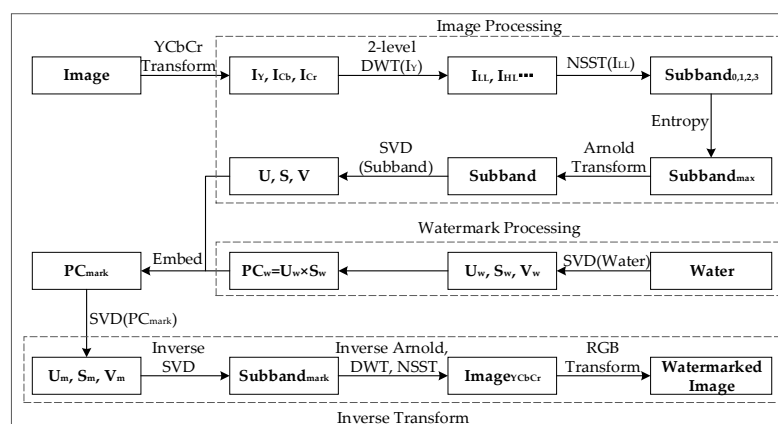 Image Processing
YCbCr
Transform
2-level
DWT(IY)
NSST(ILL)
Image
IY, ICb, ICr
ILL, IHL⋯
Subband0,1,2,3
Entropy
SVD
(Subband)
Arnold
Transform
U, S, V
Subband
Subbandmax
Watermark Processing
PCmark
Embed
PCw=Uw×Sw
Uw, Sw, Vw
SVD(Water)
Water
SVD(PCmark)
Inverse
SVD
Inverse Arnold,
DWT, NSST
RGB
Transform
Um, Sm, Vm
Subbandmark
ImageYCbCr
Watermarked
Image
Inverse Transform